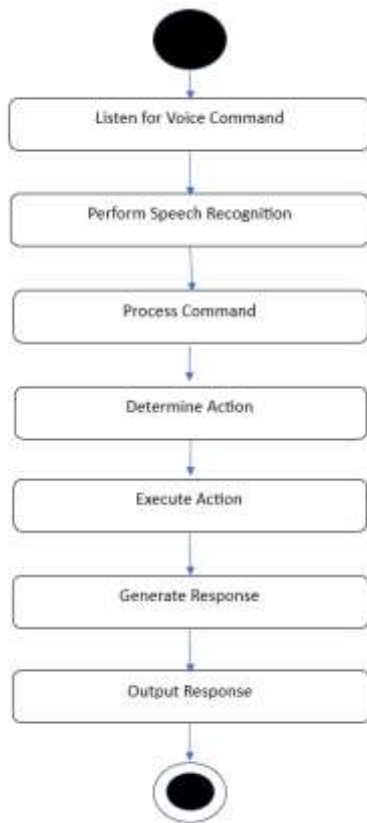 Listen for Voice Command
Perform Speech Recognition
Process Command
Determine Action
Execute Action
Generate Response
Output Response